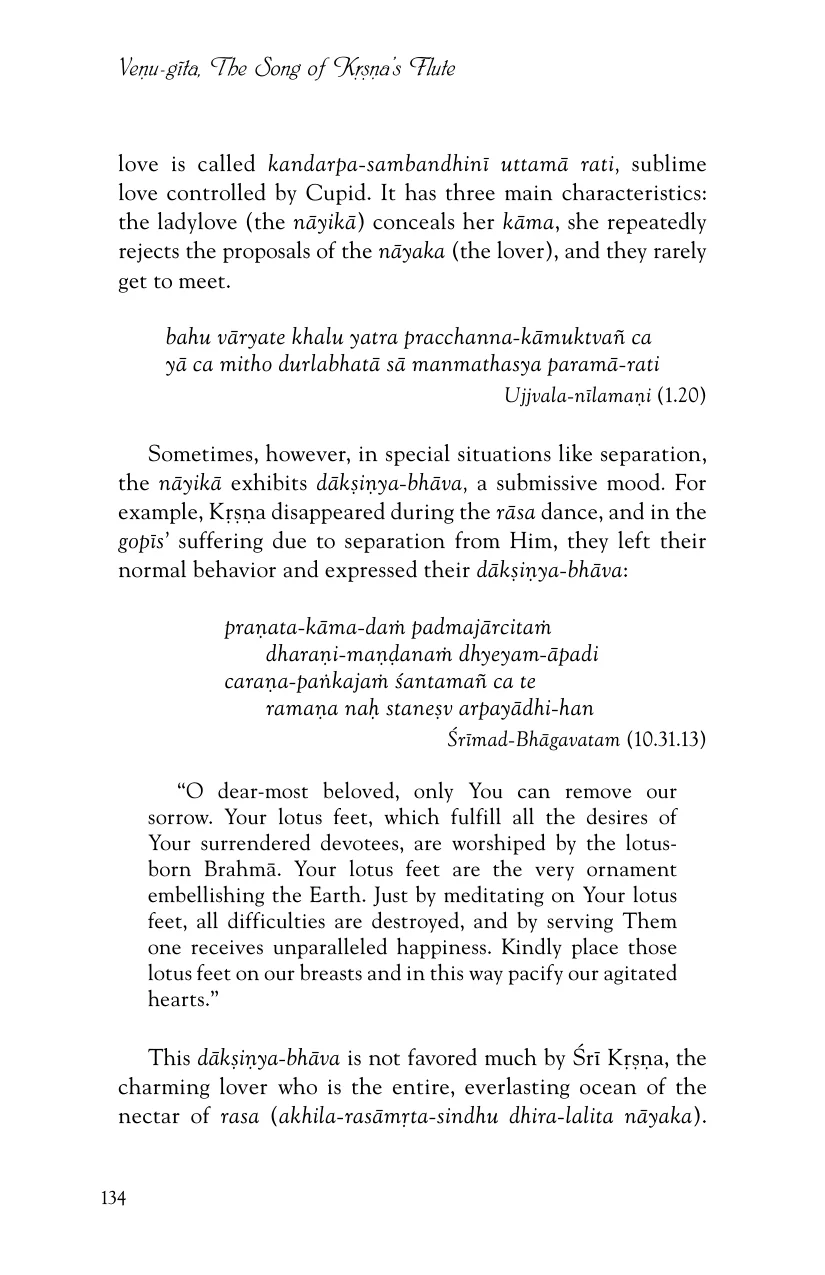 Veṇu-gīta, The Song of Kṛṣṇa’s Flute
love is called kandarpa-sambandhinī uttamā rati, sublime
love controlled by Cupid. It has three main characteristics:
the ladylove (the nāyikā) conceals her kāma, she repeatedly
rejects the proposals of the nāyaka (the lover), and they rarely
get to meet.
bahu vāryate khalu yatra pracchanna-kāmuktvañ ca
yā ca mitho durlabhatā sā manmathasya paramā-rati
Ujjvala-nīlamaṇi (1.20)
Sometimes, however, in special situations like separation,
the nāyikā exhibits dākṣiṇya-bhāva, a submissive mood. For
example, Kṛṣṇa disappeared during the rāsa dance, and in the
gopīs’ suffering due to separation from Him, they left their
normal behavior and expressed their dākṣiṇya-bhāva:
praṇata-kāma-daṁ padmajārcitaṁ
dharaṇi-maṇḍanaṁ dhyeyam-āpadi
caraṇa-paṅkajaṁ śantamañ ca te
ramaṇa naḥ staneṣv arpayādhi-han
Śrīmad-Bhāgavatam (10.31.13)
“O dear-most beloved, only You can remove our
sorrow. Your lotus feet, which fulfill all the desires of
Your surrendered devotees, are worshiped by the lotus-
born Brahmā. Your lotus feet are the very ornament
embellishing the Earth. Just by meditating on Your lotus
feet, all difficulties are destroyed, and by serving Them
one receives unparalleled happiness. Kindly place those
lotus feet on our breasts and in this way pacify our agitated
hearts.”
This dākṣiṇya-bhāva is not favored much by Śrī Kṛṣṇa, the
charming lover who is the entire, everlasting ocean of the
nectar of rasa (akhila-rasāmṛta-sindhu dhira-lalita nāyaka).
134